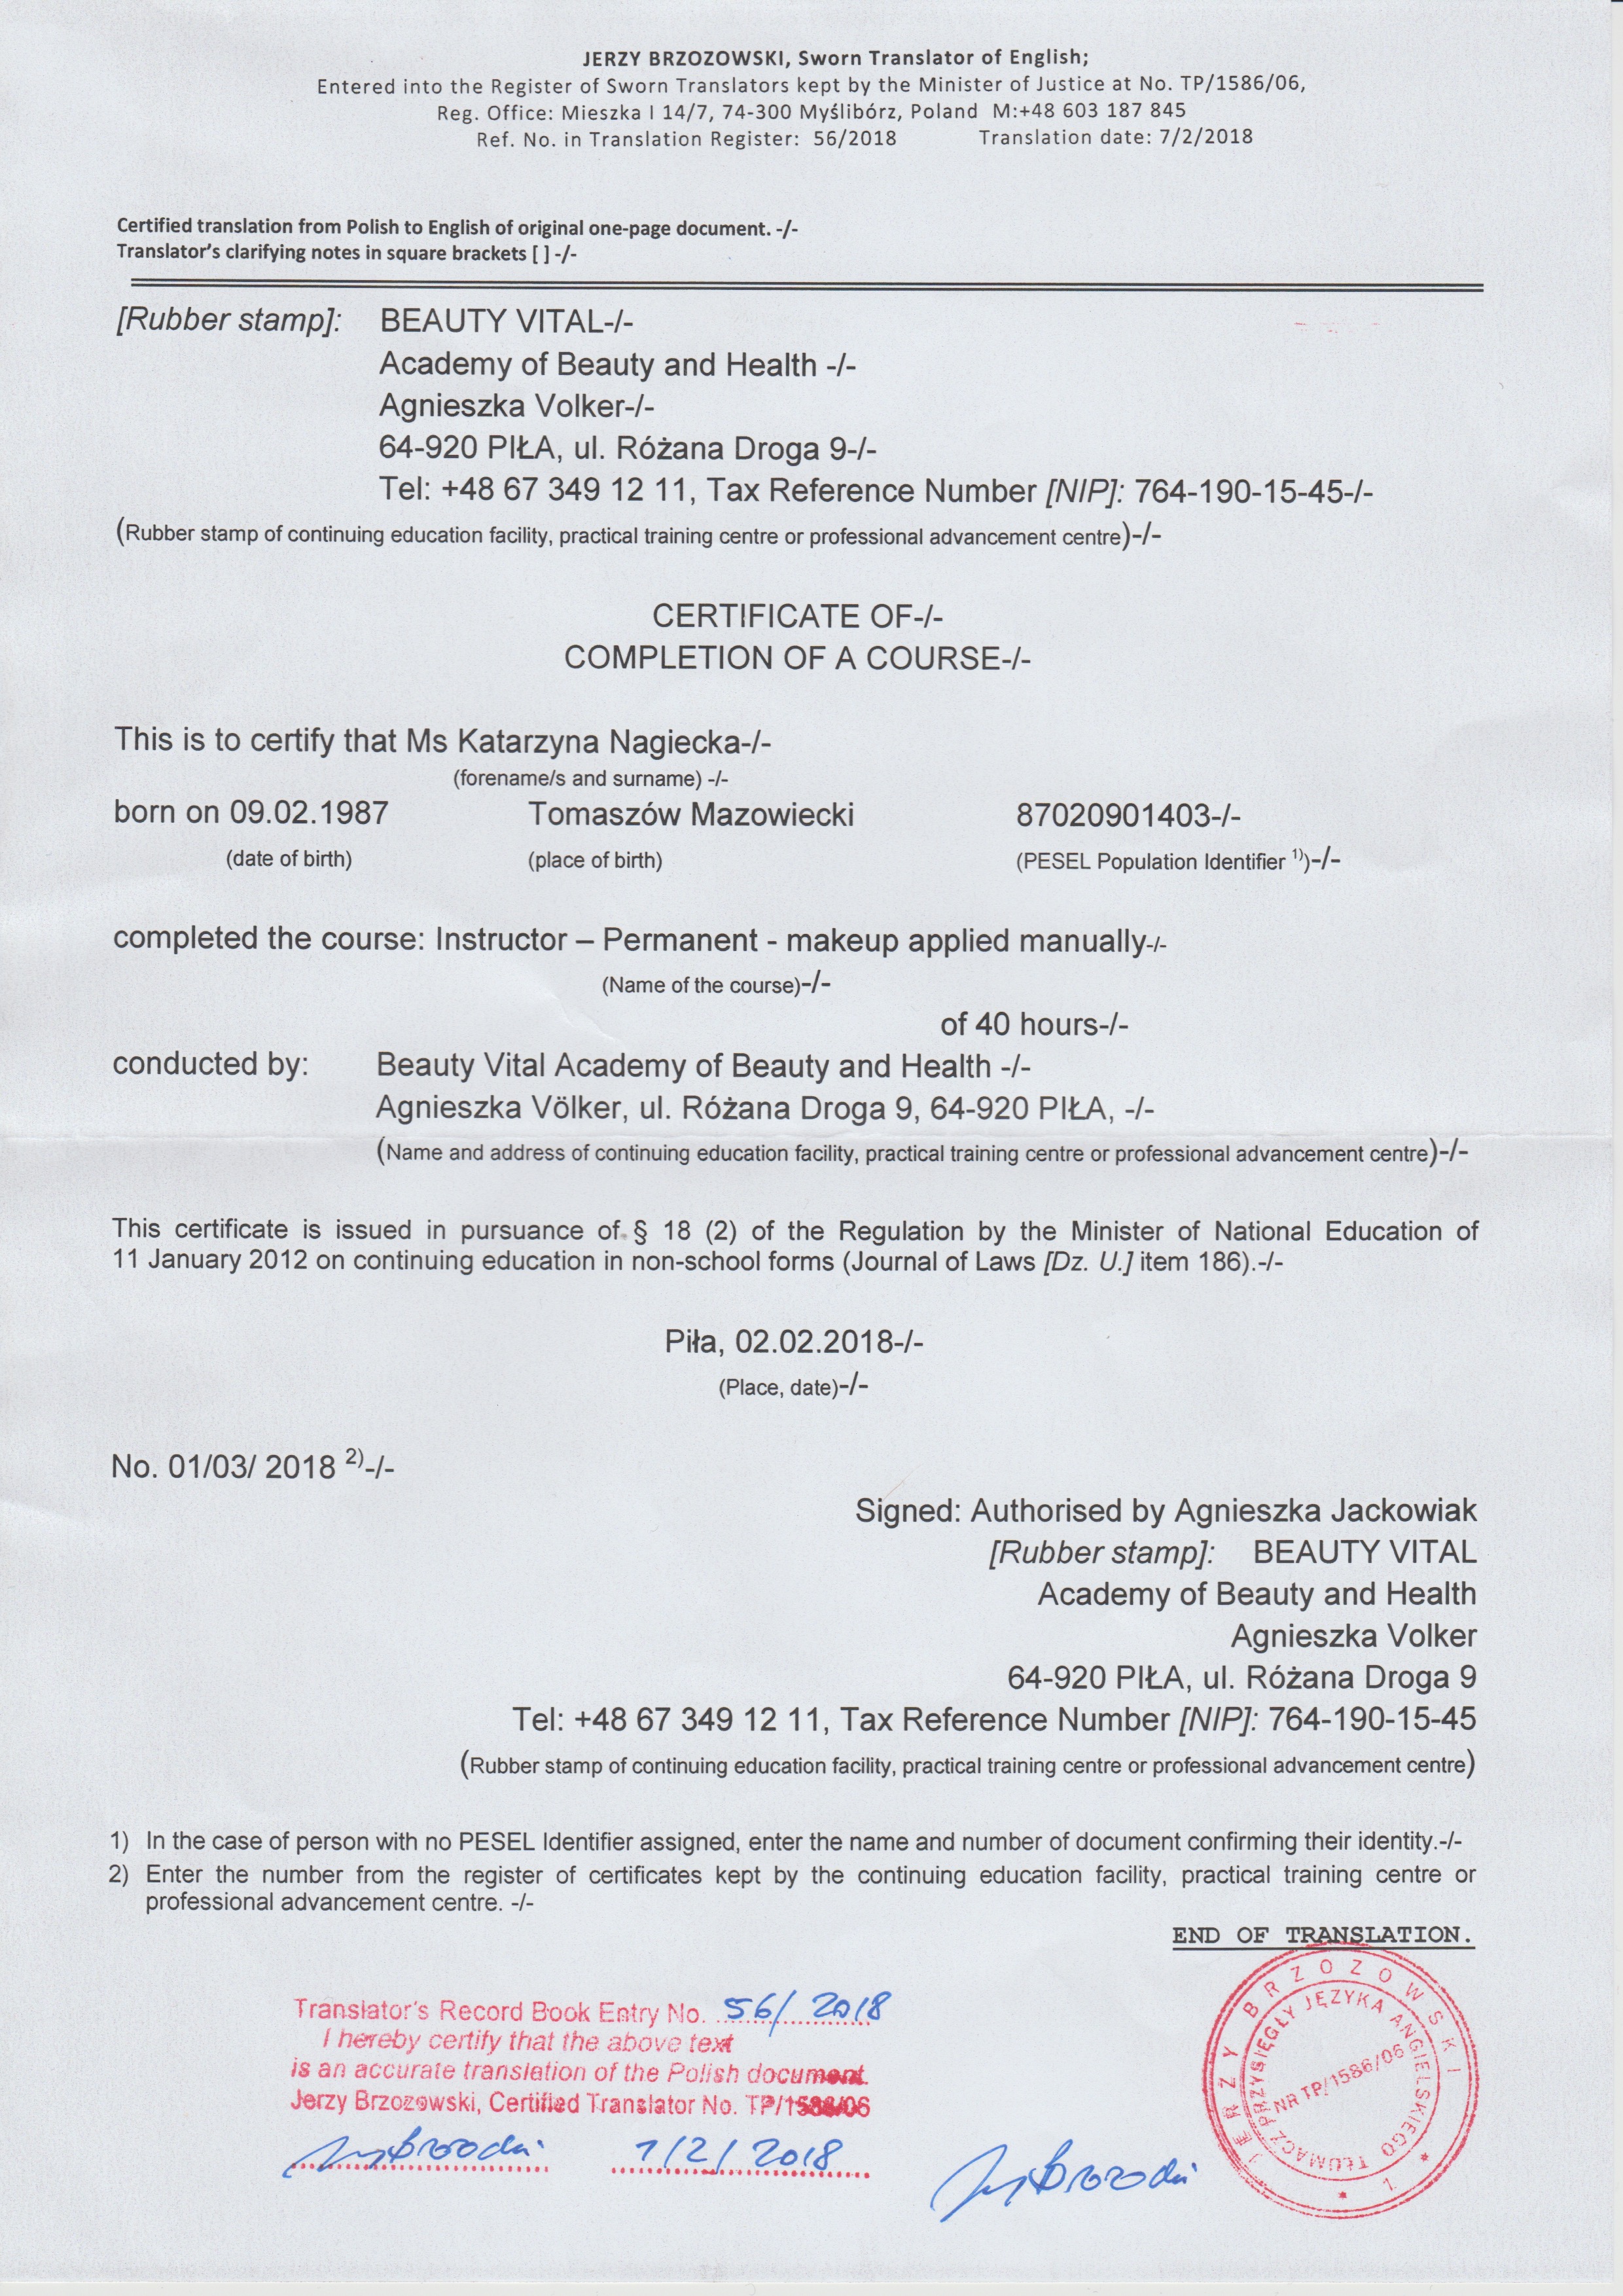 JERZY BRZOZOWSKI, Sworn Translator of English;
Entered into the Register of Sworn Translators kept by the Minister of Justice at No. TP/1586/06,
Reg. Office: Mieszka I 14/7, 74-300 Myślibórz, Poland M:+48 603 187 845
Ref. No. in Translation Register: 56/2018 Translation date: 7/2/2018
Certified translation from Polish to English of original one-page document. -/-
Translator's clarifying notes in square brackets [ ] -/-
[Rubber stamp]: BEAUTY VITAL-/-
Academy of Beauty and Health -/-
Agnieszka Volker-/-
64-920 PIŁA, ul. Różana Droga 9-/-
Tel: +48 67 349 12 11, Tax Reference Number [NIP]: 764-190-15-45-/-
(Rubber stamp of continuing education facility, practical training centre or professional advancement centre)-/-
CERTIFICATE OF-/-
COMPLETION OF A COURSE-/-
This is to certify that Ms Katarzyna Nagiecka-/-
(forename/s and surname) -/-
born on 09.02.1987 Tomaszów Mazowiecki 87020901403-/-
(date of birth) (place of birth) (PESEL Population Identifier 1))-/-
completed the course: Instructor – Permanent - makeup applied manually-/-
(Name of the course)-/-
of 40 hours-/-
conducted by: Beauty Vital Academy of Beauty and Health -/-
Agnieszka Völker, ul. Różana Droga 9, 64-920 PIŁA, -/-
(Name and address of continuing education facility, practical training centre or professional advancement centre)-/-
This certificate is issued in pursuance of § 18 (2) of the Regulation by the Minister of National Education of
11 January 2012 on continuing education in non-school forms (Journal of Laws [Dz. U.] item 186).-/-
Piła, 02.02.2018-/-
(Place, date)-/-
No. 01/03/ 2018 2)-/-
Signed: Authorised by Agnieszka Jackowiak
[Rubber stamp]: BEAUTY VITAL
Academy of Beauty and Health
Agnieszka Volker
64-920 PIŁA, ul. Różana Droga 9
Tel: +48 67 349 12 11, Tax Reference Number [NIP]: 764-190-15-45
(Rubber stamp of continuing education facility, practical training centre or professional advancement centre)
1) In the case of person with no PESEL Identifier assigned, enter the name and number of document confirming their identity.-/-
2) Enter the number from the register of certificates kept by the continuing education facility, practical training centre or
professional advancement centre. -/-
END OF TRANSLATION.
Translator's Record Book Entry No. 56/2018
I hereby certify that the above text
is an accurate translation of the Polish document.
Jerzy Brzozowski, Certified Translator No. TP/1586/06
7/2/2018
JERZY BRZOZOWSKI * 1 *
TŁUMACZ PRZYSIĘGŁY JĘZYKA ANGIELSKIEGO
NR TP/1586/06